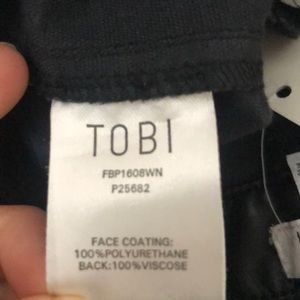 TOBI
FBP1608WN
P25682
FACE COATING:
100%POLYURETHANE
BACK:100%VISCOSE